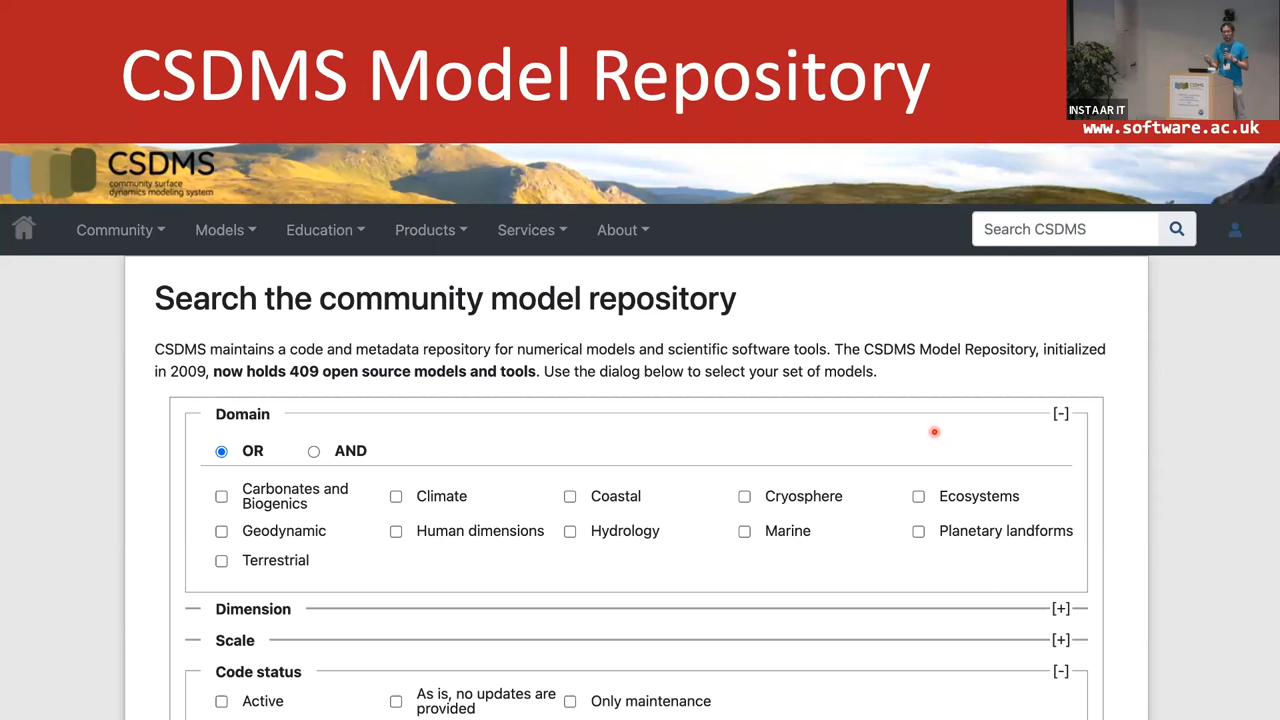 CSDMS Model Repository
INSTAAR IT
www.software.ac.uk
CSDMS
community surface
dynamics modeling system
Community Models Education Products Services About Search CSDMS
Search the community model repository
CSDMS maintains a code and metadata repository for numerical models and scientific software tools. The CSDMS Model Repository, initialized
in 2009, now holds 409 open source models and tools. Use the dialog below to select your set of models.
Domain [-]
OR AND
Carbonates and
Biogenics
Climate
Coastal
Cryosphere
Ecosystems
Geodynamic
Human dimensions
Hydrology
Marine
Planetary landforms
Terrestrial
Dimension [+]
Scale [+]
Code status [-]
Active
As is, no updates are
provided
Only maintenance